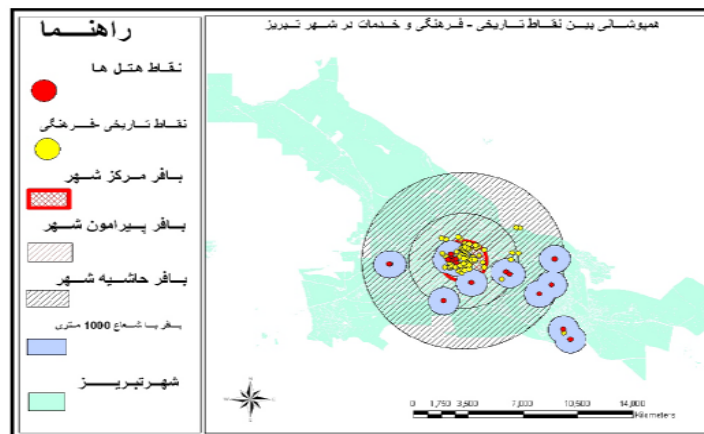 همپوشانی بین نقاط تاریخی - فرهنگی و خدمات در شهر تبریز
راهنما
نقاط هتل ها
نقاط تاریخی - فرهنگی
بافر مرکز شهر
بافر پیرامون شهر
بافر حاشیه شهر
بافر با شعاع 1000 متری
شهر تبریز
0 1,750 3,500 7,000 10,500 14,000
Kilometers